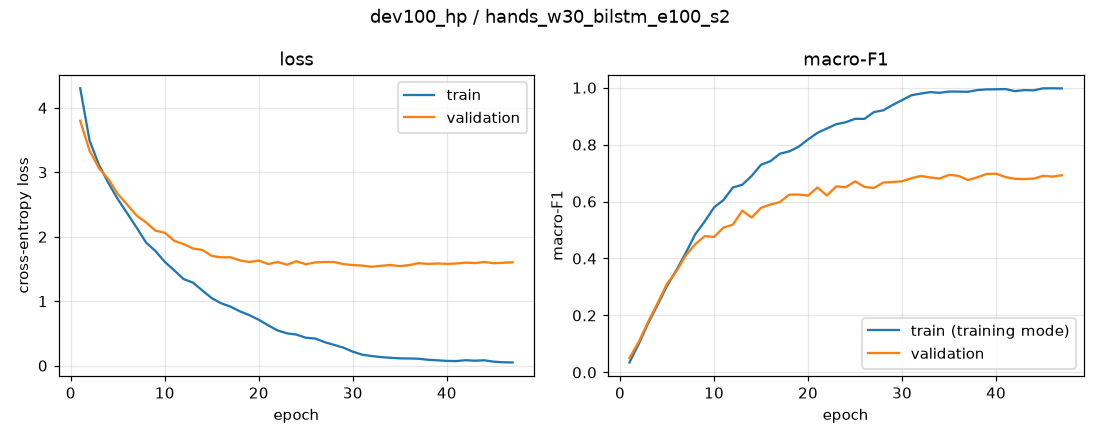 dev100_hp / hands_w30_bilstm_e100_s2
loss
cross-entropy loss
4
3
2
1
0
train
validation
0 10 20 30 40
epoch
macro-F1
macro-F1
1.0
0.8
0.6
0.4
0.2
0.0
train (training mode)
validation
0 10 20 30 40
epoch